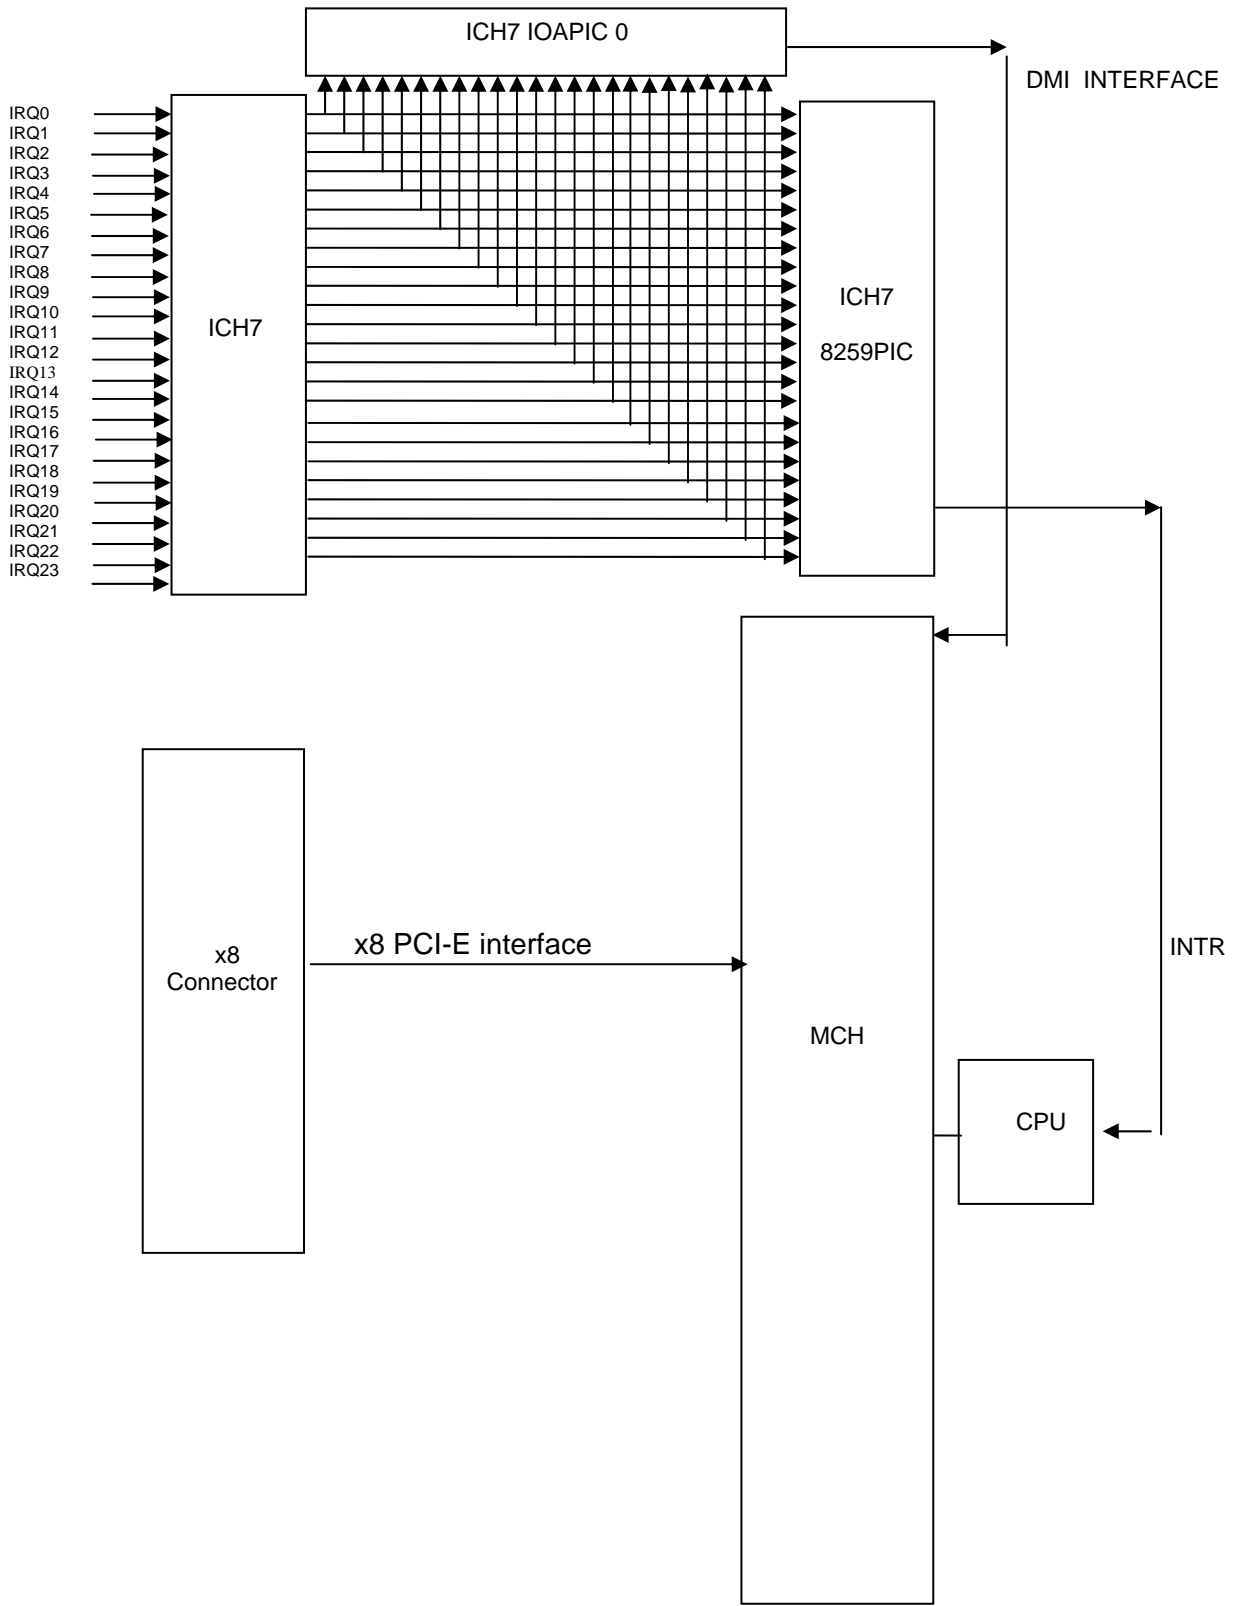 ICH7 IOAPIC 0
DMI INTERFACE
IRQ0
IRQ1
IRQ2
IRQ3
IRQ4
IRQ5
IRQ6
IRQ7
IRQ8
IRQ9
IRQ10
IRQ11
IRQ12
IRQ13
IRQ14
IRQ15
IRQ16
IRQ17
IRQ18
IRQ19
IRQ20
IRQ21
IRQ22
IRQ23
ICH7
ICH7
8259PIC
x8
Connector
x8 PCI-E interface
INTR
MCH
CPU